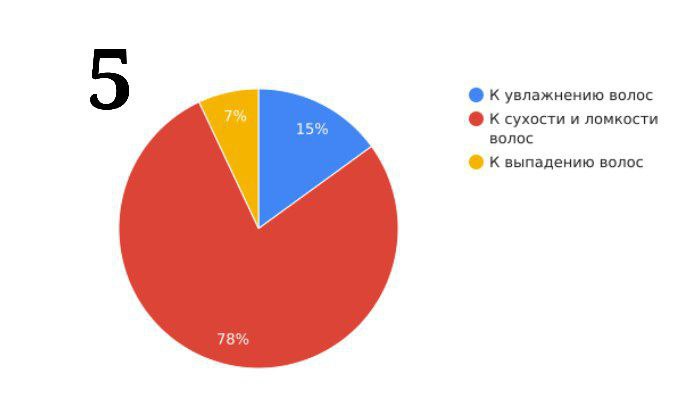 5
7%
15%
78%
К увлажнению волос
К сухости и ломкости
волос
К выпадению волос